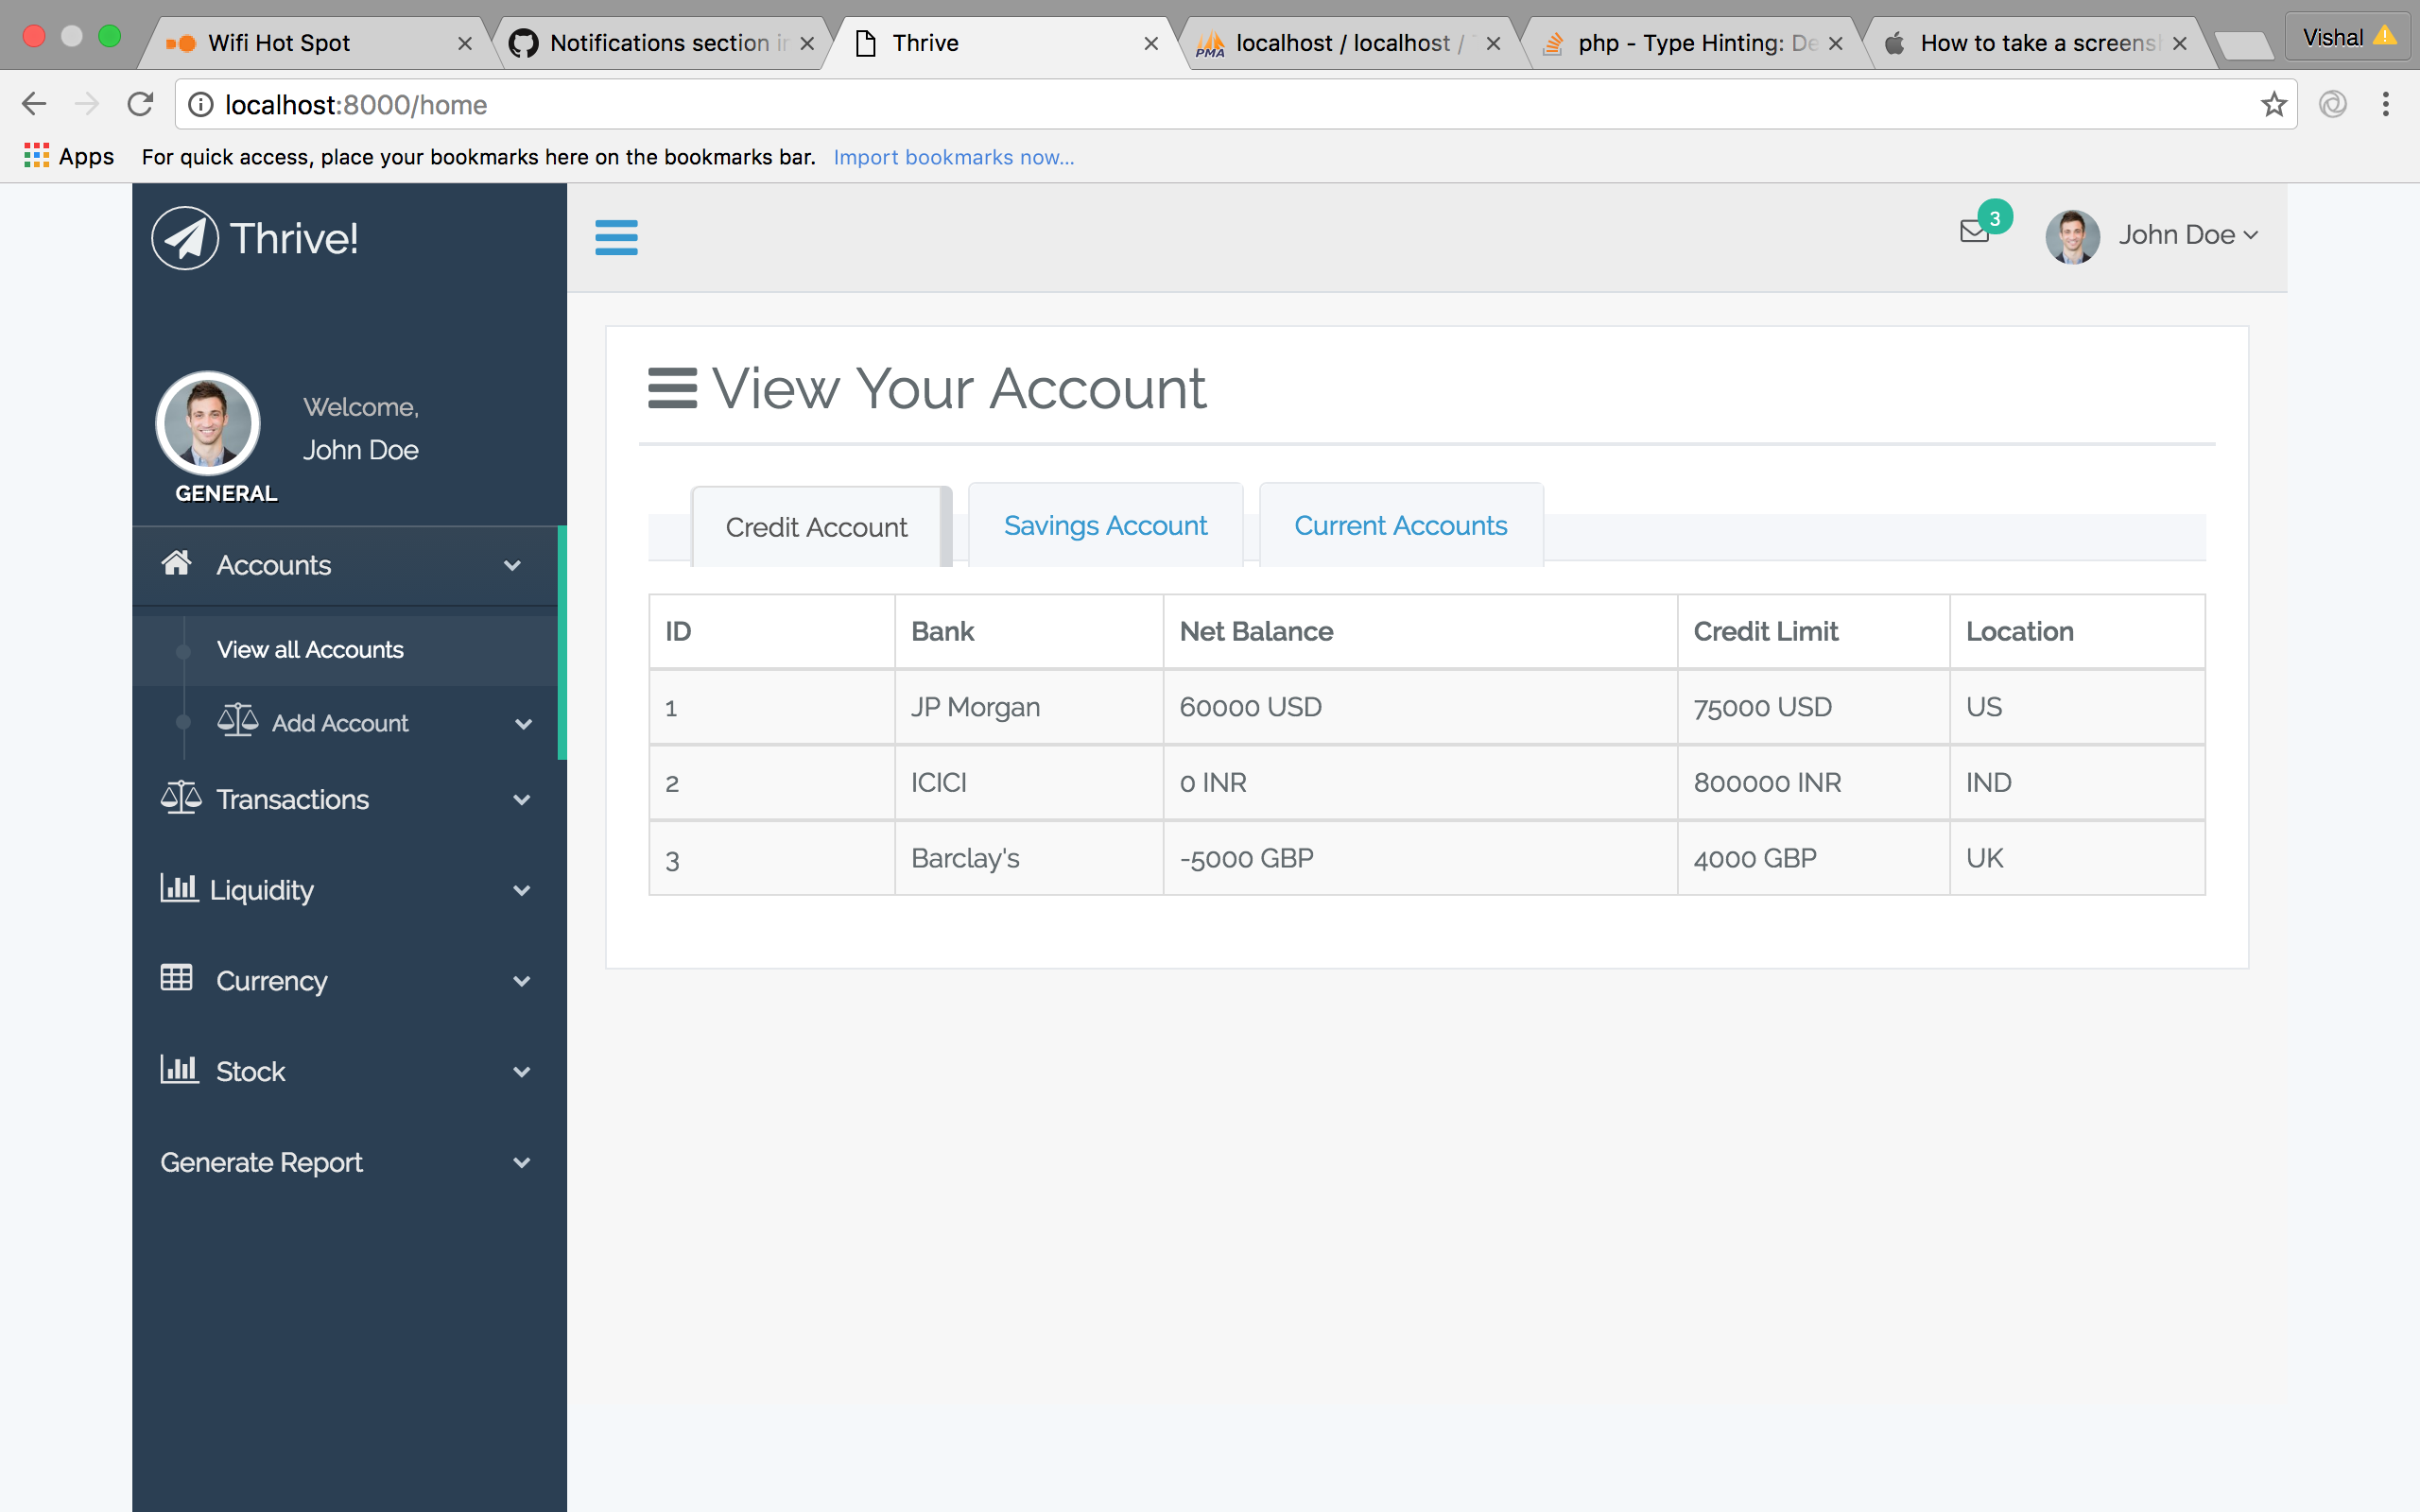 Wifi Hot Spot
Notifications section in
Thrive
localhost / localhost /
php - Type Hinting: De
How to take a screens
Vishal
localhost:8000/home
Apps
For quick access, place your bookmarks here on the bookmarks bar. Import bookmarks now...
Thrive!
3
John Doe
Welcome,
John Doe
GENERAL
Accounts
View all Accounts
Add Account
Transactions
Liquidity
Currency
Stock
Generate Report
View Your Account
Credit Account Savings Account Current Accounts
ID Bank Net Balance Credit Limit Location
1 JP Morgan 60000 USD 75000 USD US
2 ICICI 0 INR 800000 INR IND
3 Barclay's -5000 GBP 4000 GBP UK